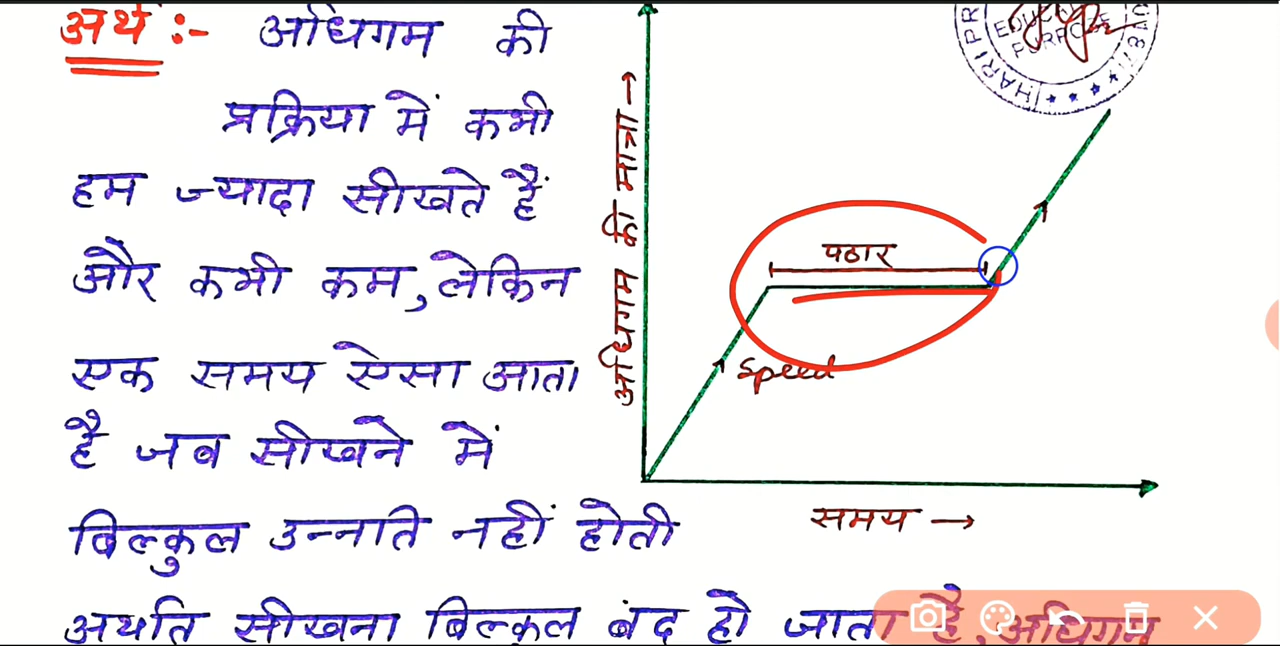 अर्थ :- अधिगम की
प्रक्रिया में कभी
हम ज्यादा सीखते हैं
और कभी कम, लेकिन
एक समय ऐसा आता
है जब सीखने में
बिल्कुल उन्नति नहीं होती
अर्थात सीखना बिल्कुल बंद हो जाता है, अधिगम
अधिगम की मात्रा →
पठार
Speed
समय →
PURPOSE